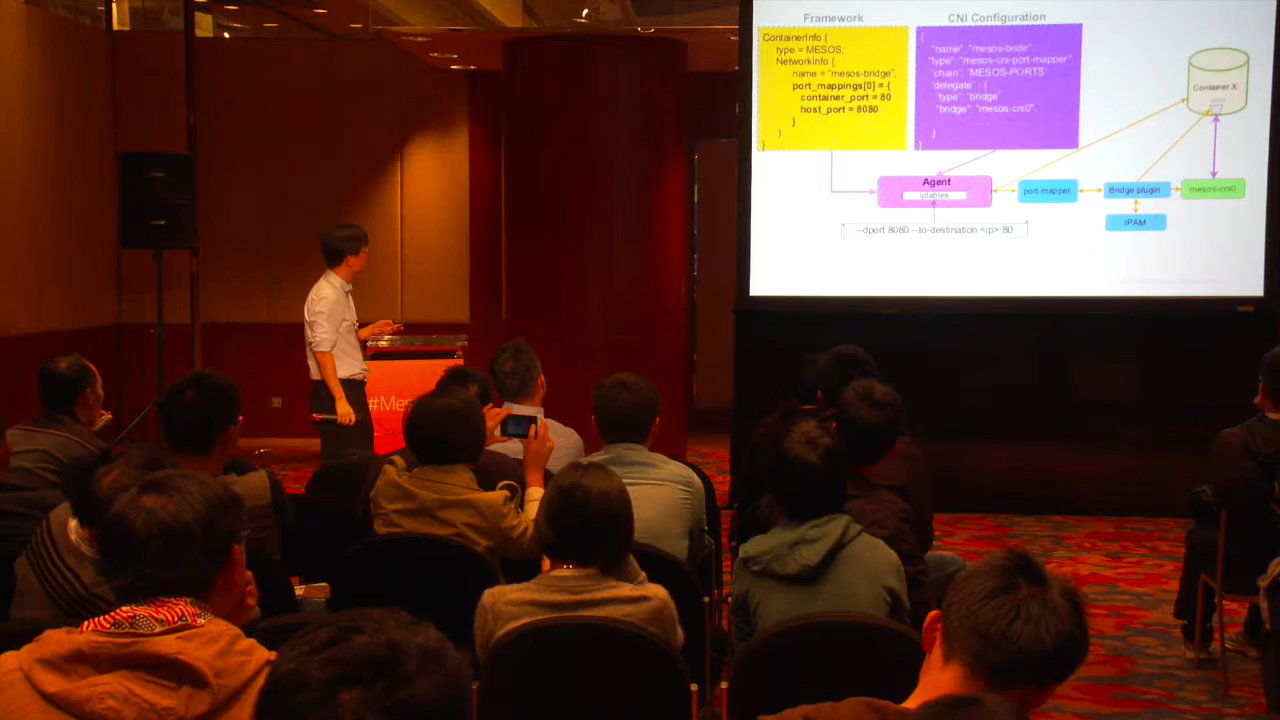 Framework
ContainerInfo {
type = MESOS;
NetworkInfo {
name = "mesos-bridge".
port_mappings[0] = {
container_port = 80
host_port = 8080
}
}
}
CNI Configuration
{
"name": "mesos-bride".
"type": "mesos-cni-port-mapper"
"chain": "MESOS-PORTS"
"delegate" : {
"type": "bridge"
"bridge": "mesos-cni0".
}
}
Container X
Agent
iptables
port-mapper
Bridge plugin
mesos-cni0
IPAM
--dport 8080 --to-destination <ip>:80
#Mes